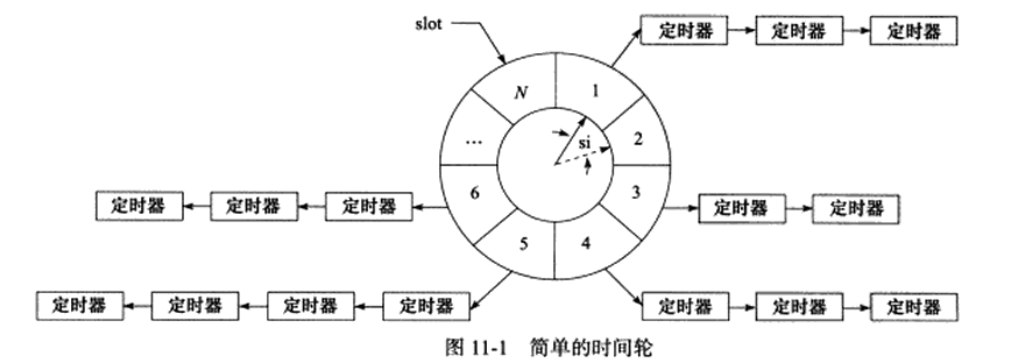 slot
定时器 定时器 定时器
N 1
... si 2
6 3
定时器 定时器 定时器
定时器 定时器
5 4
定时器 定时器 定时器 定时器
定时器 定时器 定时器
图 11-1 简单的时间轮